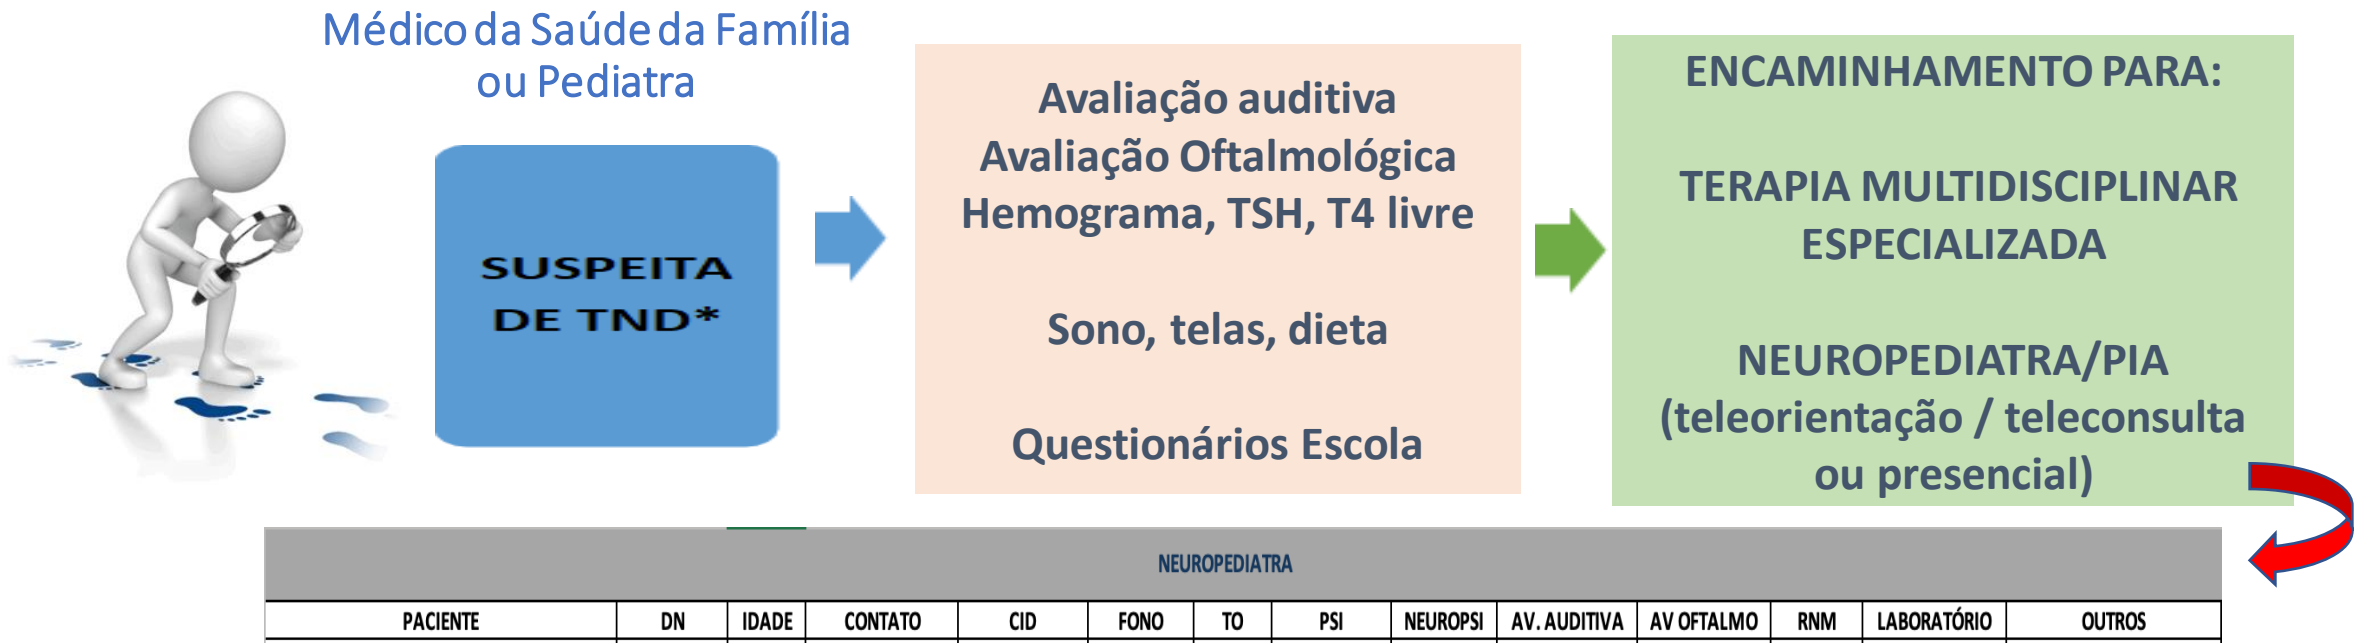 Médico da Saúde da Família
ou Pediatra
SUSPEITA
DE TND*
Avaliação auditiva
Avaliação Oftalmológica
Hemograma, TSH, T4 livre
Sono, telas, dieta
Questionários Escola
ENCAMINHAMENTO PARA:
TERAPIA MULTIDISCIPLINAR
ESPECIALIZADA
NEUROPEDIATRA/PIA
(teleorientação / teleconsulta
ou presencial)
NEUROPEDIATRA
PACIENTE DN IDADE CONTATO CID FONO TO PSI NEUROPSI AV. AUDITIVA AV OFTALMO RNM LABORATÓRIO OUTROS